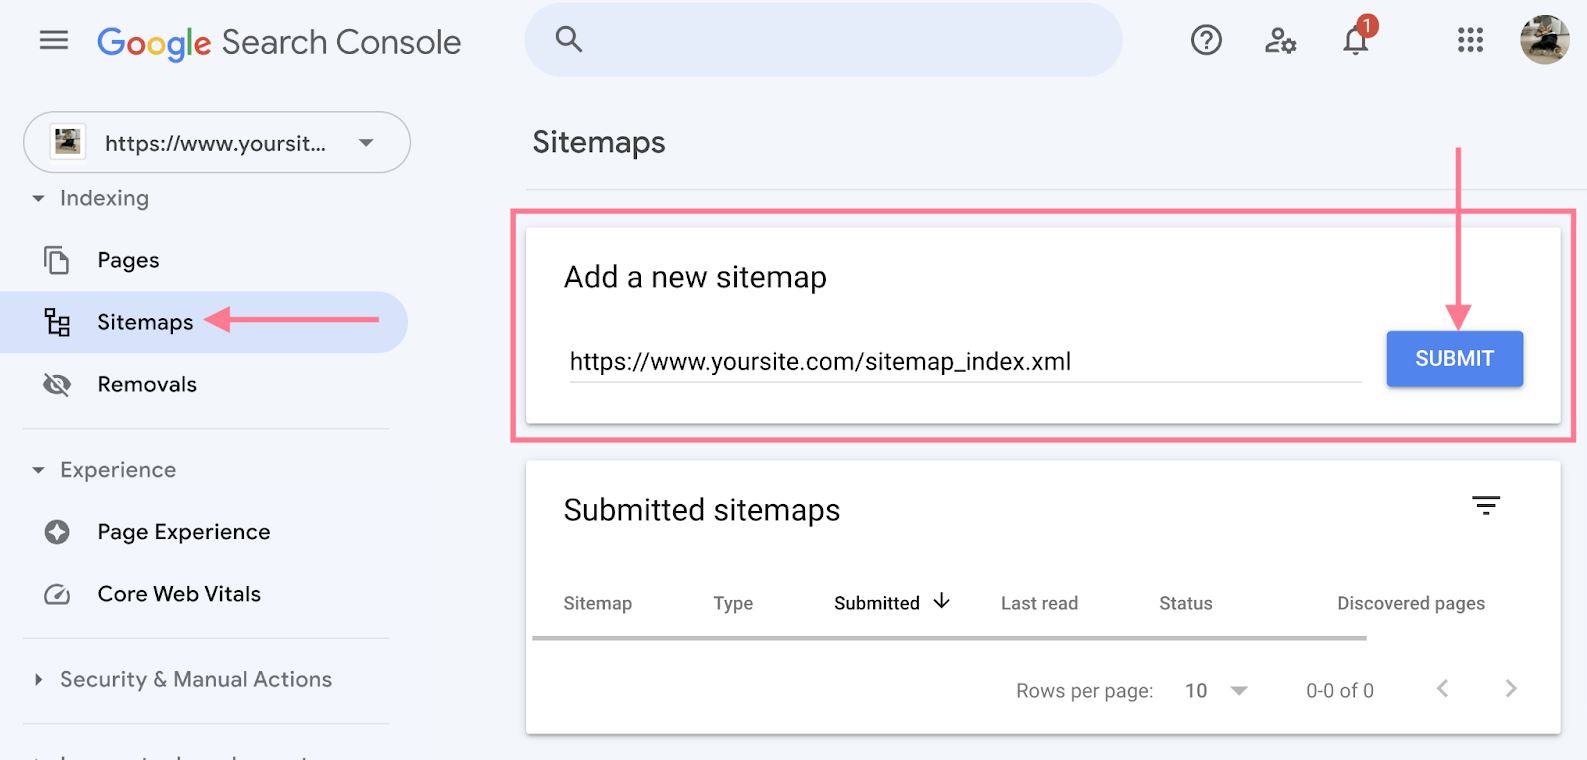 Google Search Console
1
https://www.yoursit...
Indexing
Pages
Sitemaps
Removals
Experience
Page Experience
Core Web Vitals
Security & Manual Actions
Sitemaps
Add a new sitemap
https://www.yoursite.com/sitemap_index.xml
SUBMIT
Submitted sitemaps
Sitemap Type Submitted Last read Status Discovered pages
Rows per page: 10 0-0 of 0